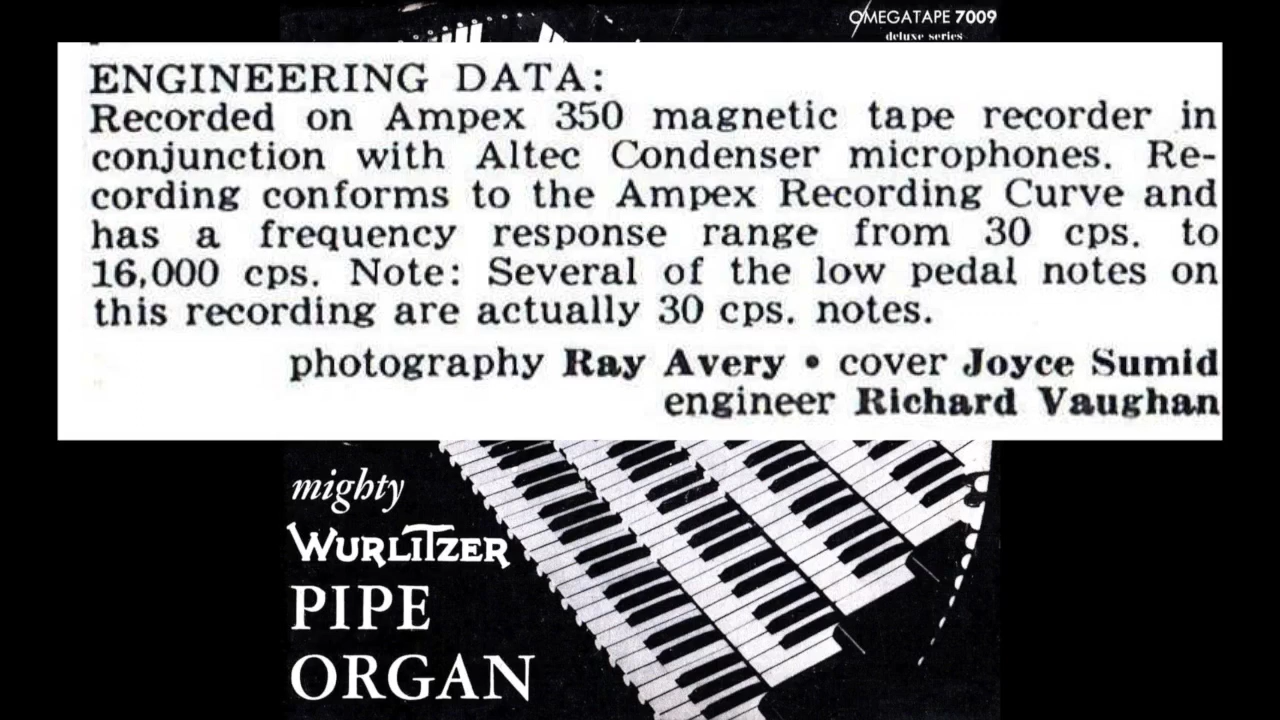 OMEGATAPE 7009
deluxe series
ENGINEERING DATA:
Recorded on Ampex 350 magnetic tape recorder in
conjunction with Altec Condenser microphones. Re-
cording conforms to the Ampex Recording Curve and
has a frequency response range from 30 cps. to
16,000 cps. Note: Several of the low pedal notes on
this recording are actually 30 cps. notes.
photography Ray Avery • cover Joyce Sumid
engineer Richard Vaughan
mighty
WURLITZER
PIPE
ORGAN